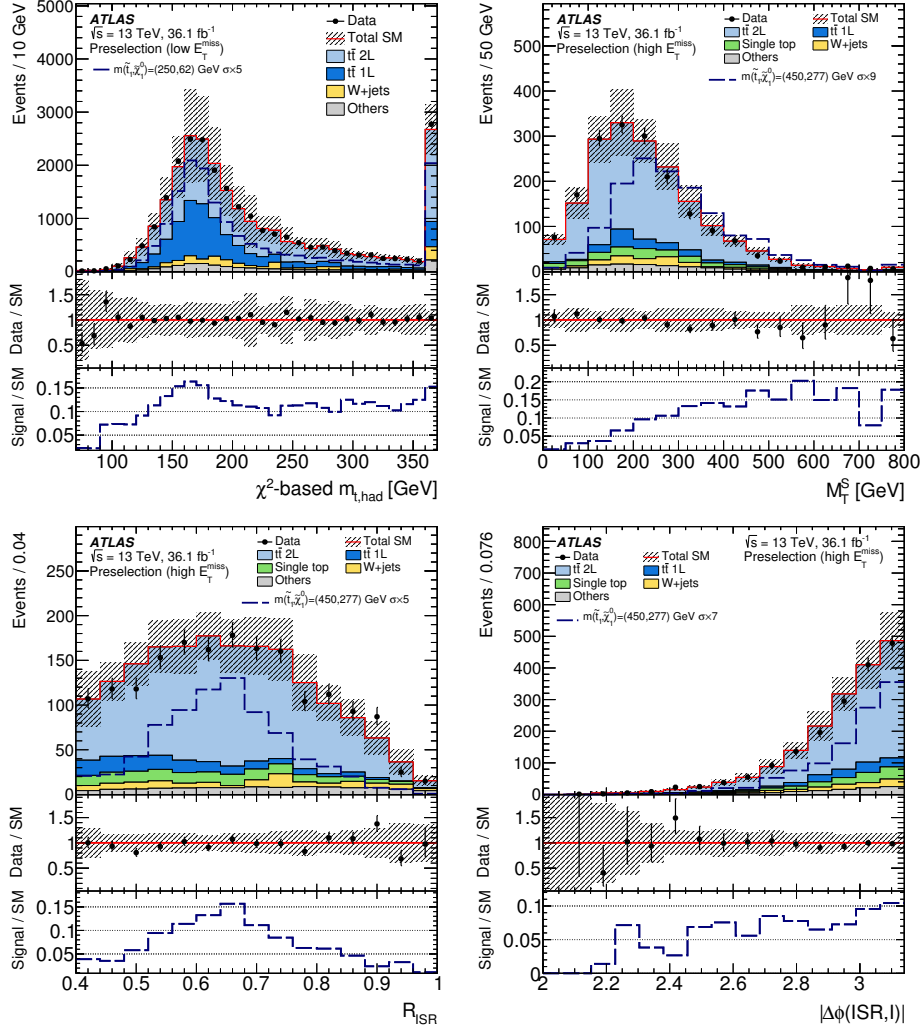 ATLAS
√s = 13 TeV, 36.1 fb⁻¹
Preselection (low E_T^miss)
m(t̃₁,χ̃₁⁰)=(250,62) GeV σ×5
Data
Total SM
tt̄ 2L
tt̄ 1L
W+jets
Others
Events / 10 GeV
5000
4000
3000
2000
1000
0
Data / SM
1.5
1
0.5
Signal / SM
0.15
0.1
0.05
100 150 200 250 300 350
χ²-based m_t,had [GeV]
ATLAS
√s = 13 TeV, 36.1 fb⁻¹
Preselection (high E_T^miss)
Data Total SM
tt̄ 2L tt̄ 1L
Single top W+jets
Others
m(t̃₁,χ̃₁⁰)=(450,277) GeV σ×9
Events / 50 GeV
500
400
300
200
100
0
Data / SM
1.5
1
0.5
Signal / SM
0.2
0.15
0.1
0.05
0 100 200 300 400 500 600 700 800
M_T^S [GeV]
ATLAS
√s = 13 TeV, 36.1 fb⁻¹
Preselection (high E_T^miss)
Data Total SM
tt̄ 2L tt̄ 1L
Single top W+jets
Others
m(t̃₁,χ̃₁⁰)=(450,277) GeV σ×5
Events / 0.04
250
200
150
100
50
0
Data / SM
1.5
1
0.5
Signal / SM
0.15
0.1
0.05
0.4 0.5 0.6 0.7 0.8 0.9 1
R_ISR
ATLAS
√s = 13 TeV, 36.1 fb⁻¹
Preselection (high E_T^miss)
Data Total SM
tt̄ 2L tt̄ 1L
Single top W+jets
Others
m(t̃₁,χ̃₁⁰)=(450,277) GeV σ×7
Events / 0.076
800
700
600
500
400
300
200
100
0
Data / SM
1.5
1
0.5
Signal / SM
0.1
0.05
0
2 2.2 2.4 2.6 2.8 3
|Δϕ(ISR,l)|